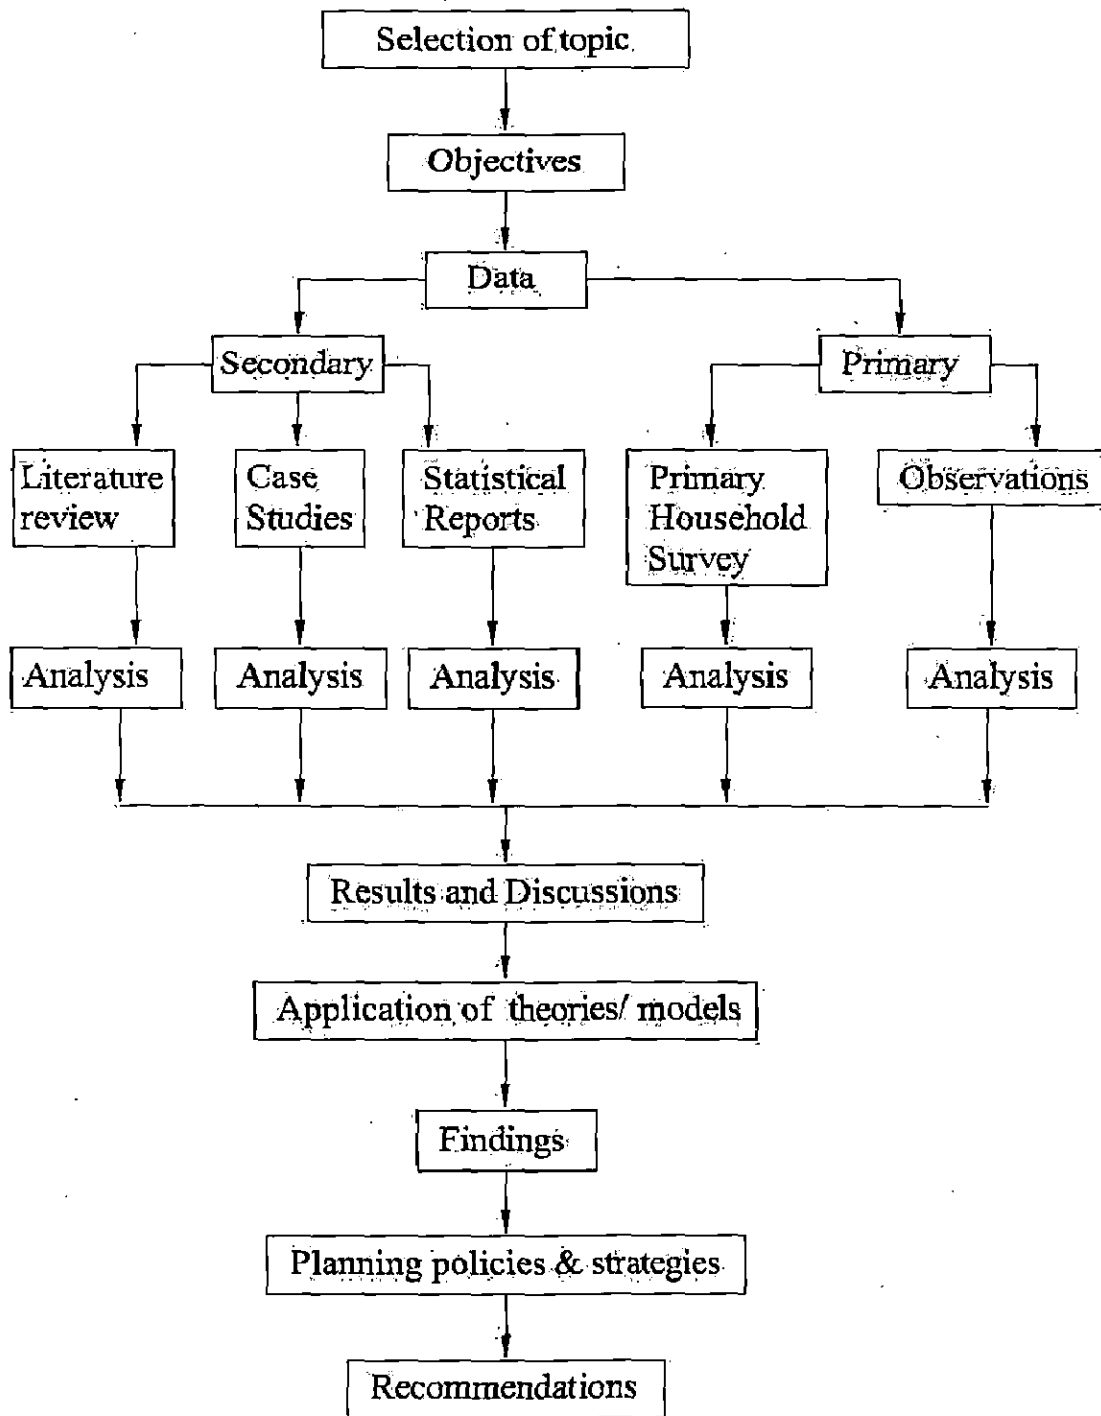 Selection of topic
Objectives
Data
Secondary
Primary
Literature
review
Case
Studies
Statistical
Reports
Primary
Household
Survey
Observations
Analysis
Analysis
Analysis
Analysis
Analysis
Results and Discussions
Application of theories/ models
Findings
Planning policies & strategies
Recommendations